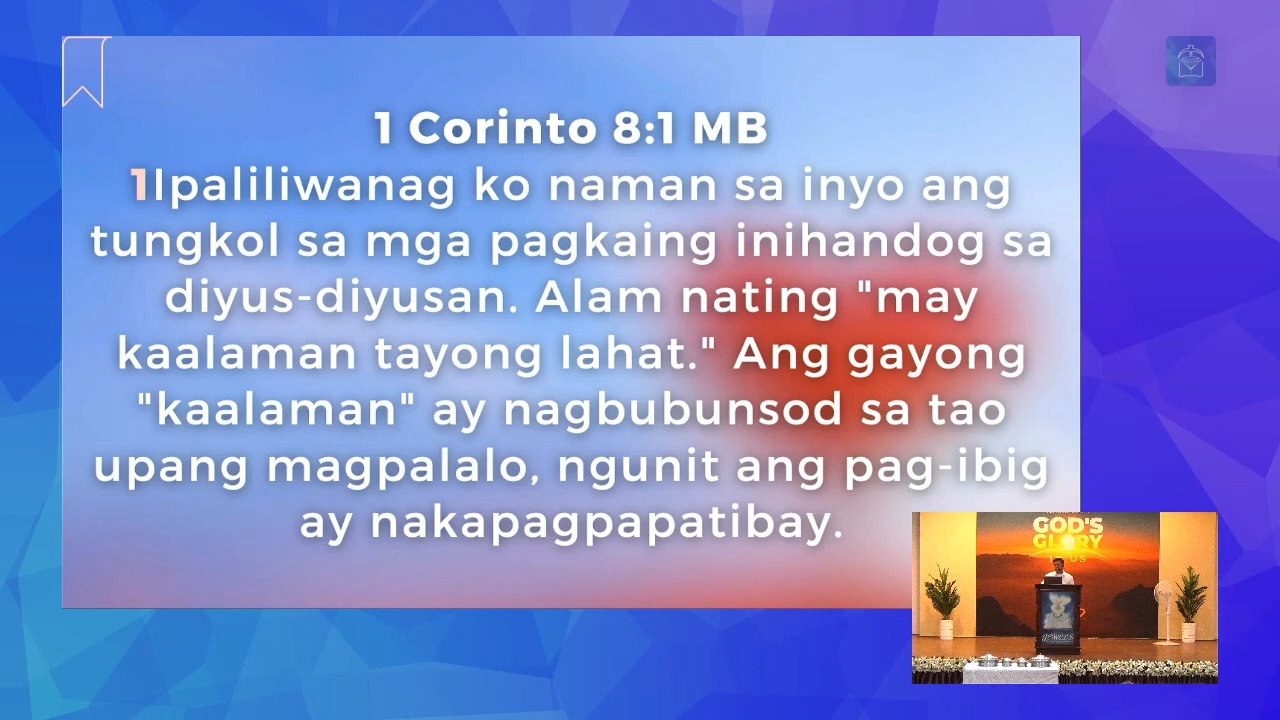 1 Corinto 8:1 MB
1Ipaliliwanag ko naman sa inyo ang
tungkol sa mga pagkaing inihandog sa
diyus-diyusan. Alam nating "may
kaalaman tayong lahat." Ang gayong
"kaalaman" ay nagbubunsod sa tao
upang magpalalo, ngunit ang pag-ibig
ay nakapagpapatibay.
GOD'S
GLORY
US